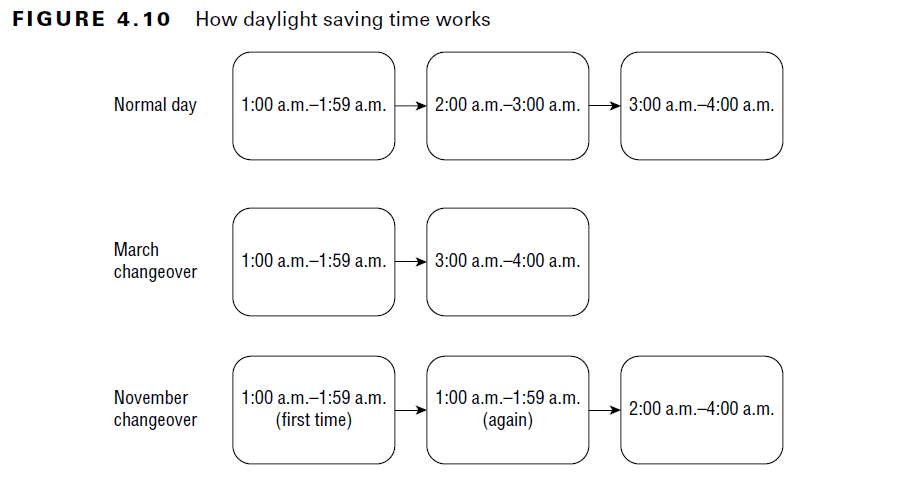 FIGURE 4.10 How daylight saving time works
Normal day
1:00 a.m.–1:59 a.m.
2:00 a.m.–3:00 a.m.
3:00 a.m.–4:00 a.m.
March
changeover
1:00 a.m.–1:59 a.m.
3:00 a.m.–4:00 a.m.
November
changeover
1:00 a.m.–1:59 a.m.
(first time)
1:00 a.m.–1:59 a.m.
(again)
2:00 a.m.–4:00 a.m.